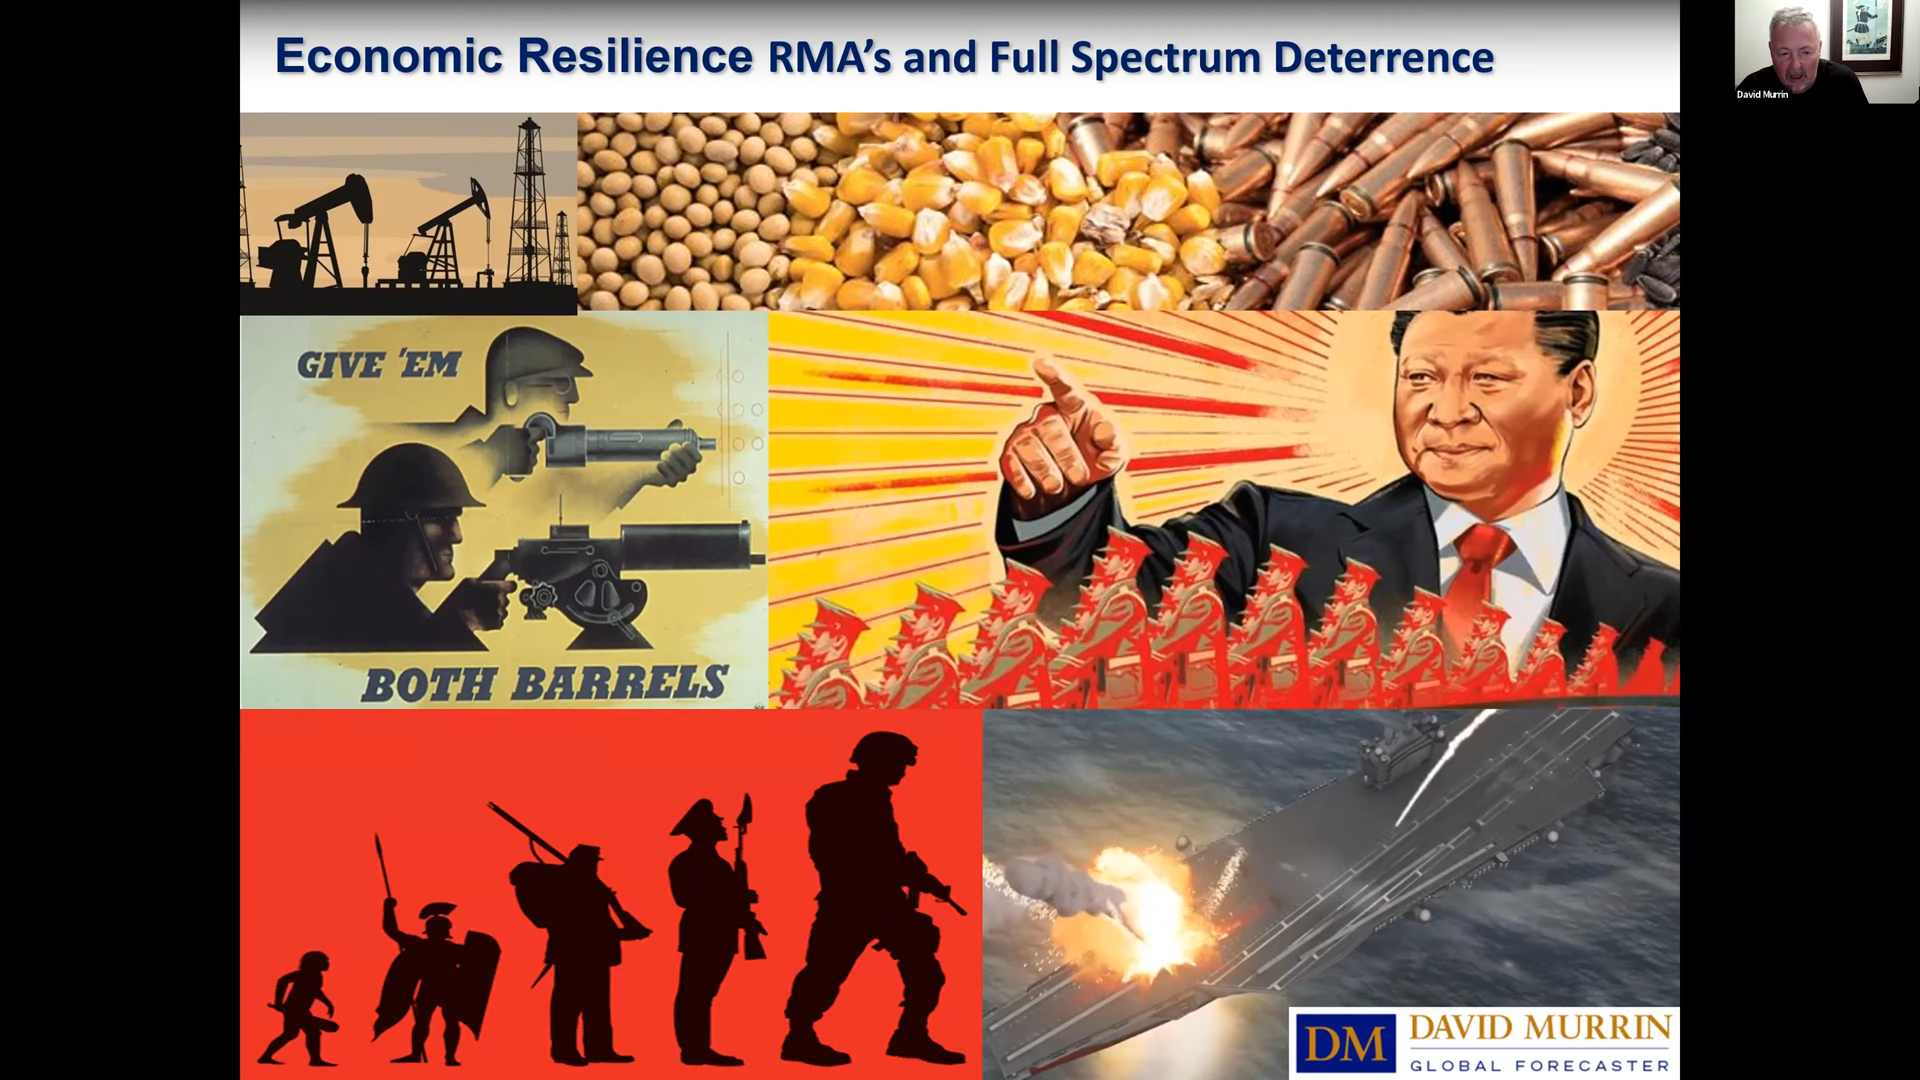 Economic Resilience RMA's and Full Spectrum Deterrence
David Murrin
GIVE 'EM
BOTH BARRELS
DM
DAVID MURRIN
GLOBAL FORECASTER